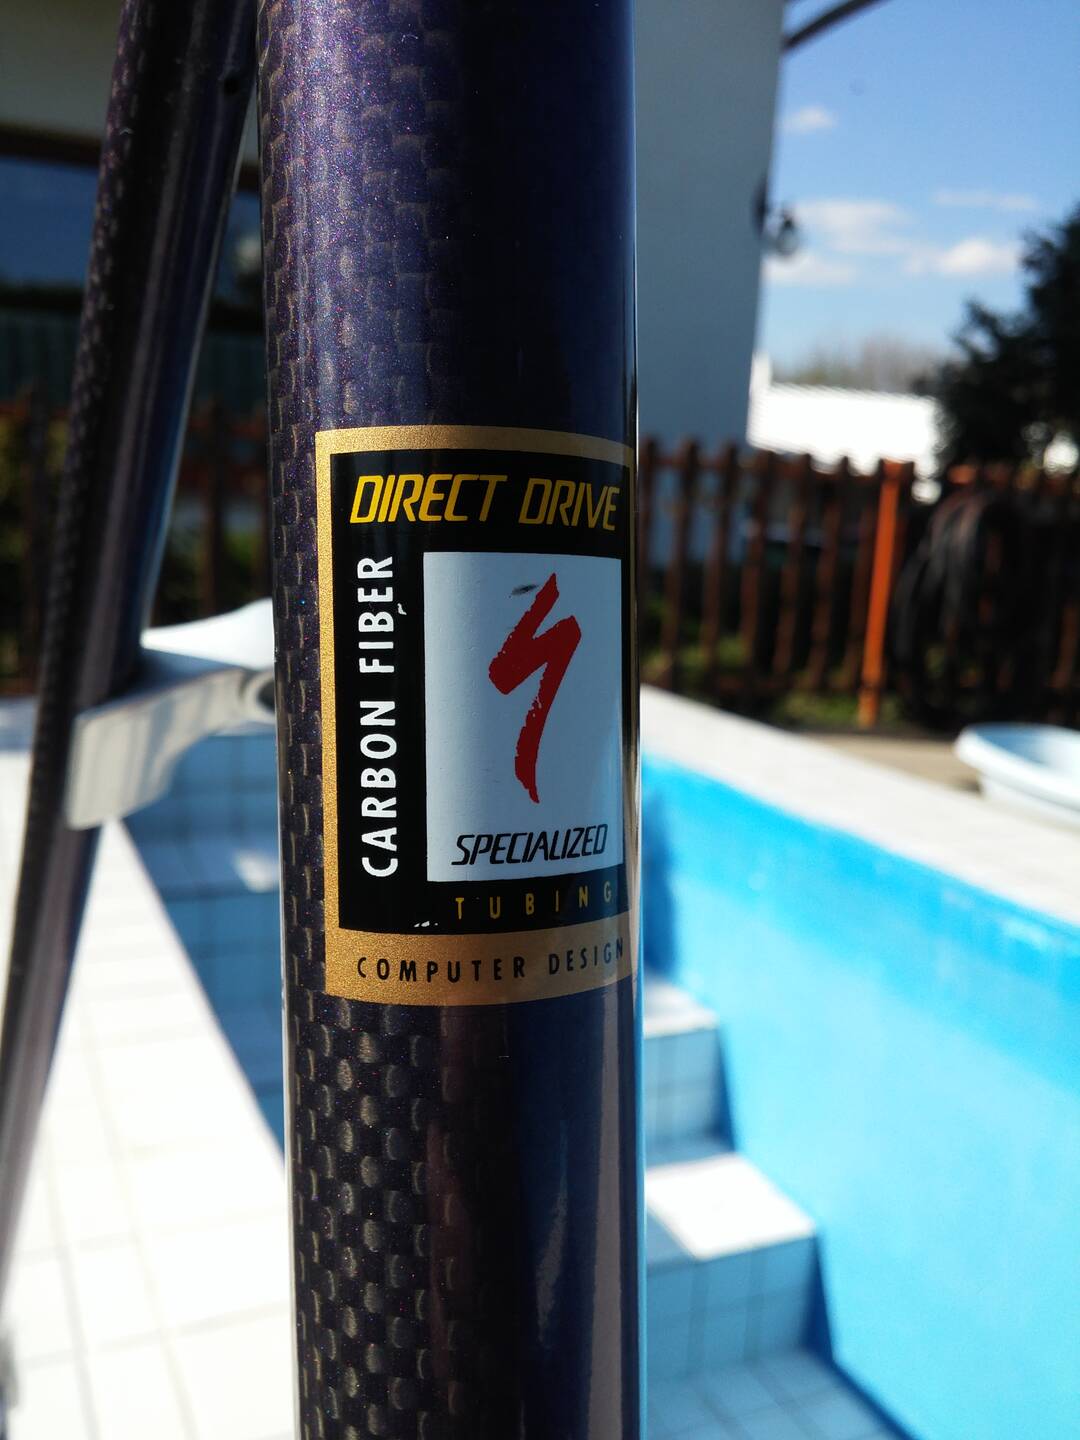 DIRECT DRIVE
CARBON FIBER
SPECIALIZED
TUBING
COMPUTER DESIGN